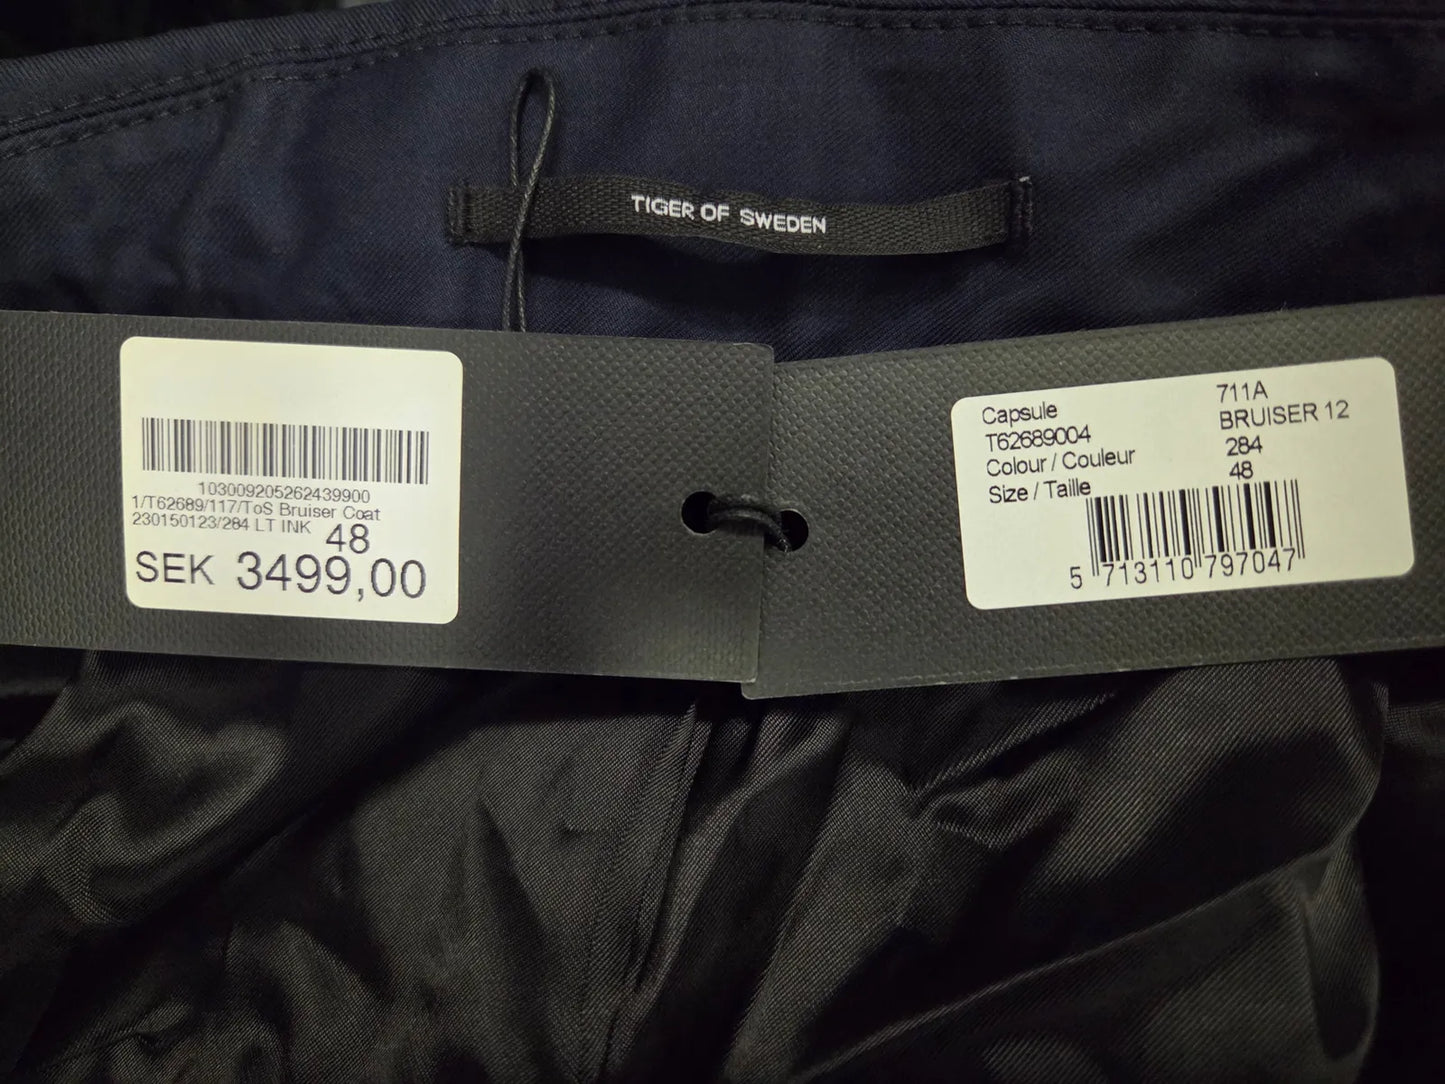 TIGER OF SWEDEN
103009205262439900
1/T62689/117/ToS Bruiser Coat
230150123/284 LT INK
48
SEK 3499,00
Capsule 711A
T62689004 BRUISER 12
Colour / Couleur 284
Size / Taille 48
5 713110 797047